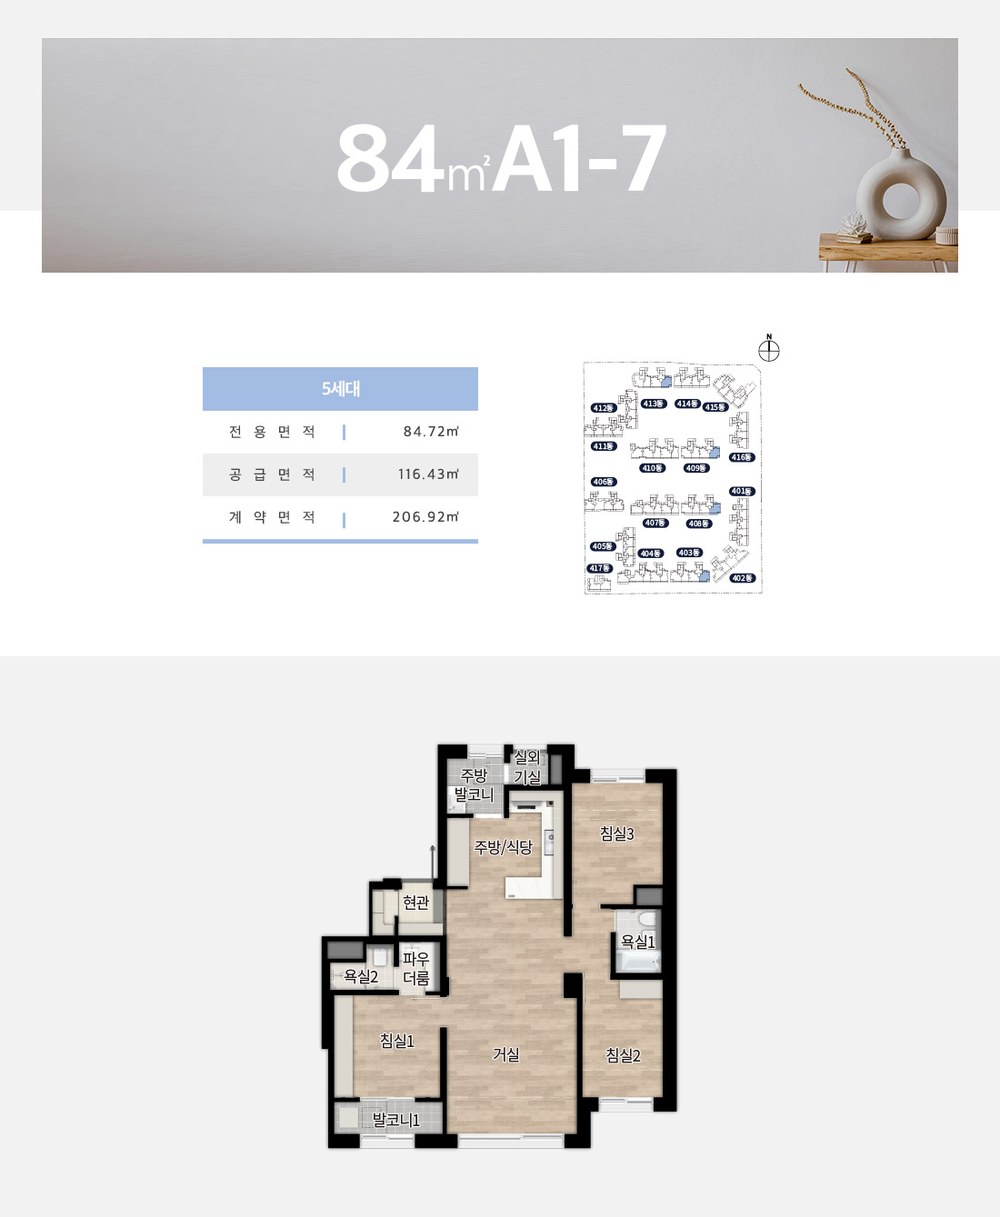 84㎡A1-7
5세대
전용면적 84.72㎡
공급면적 116.43㎡
계약면적 206.92㎡
N
412동 413동 414동 415동
411동 416동
410동 409동
406동 401동
407동 408동
405동 404동 403동
417동 402동
주방
발코니
실외
기실
침실3
주방/식당
현관
욕실1
욕실2
파우
더룸
침실1
거실
침실2
발코니1